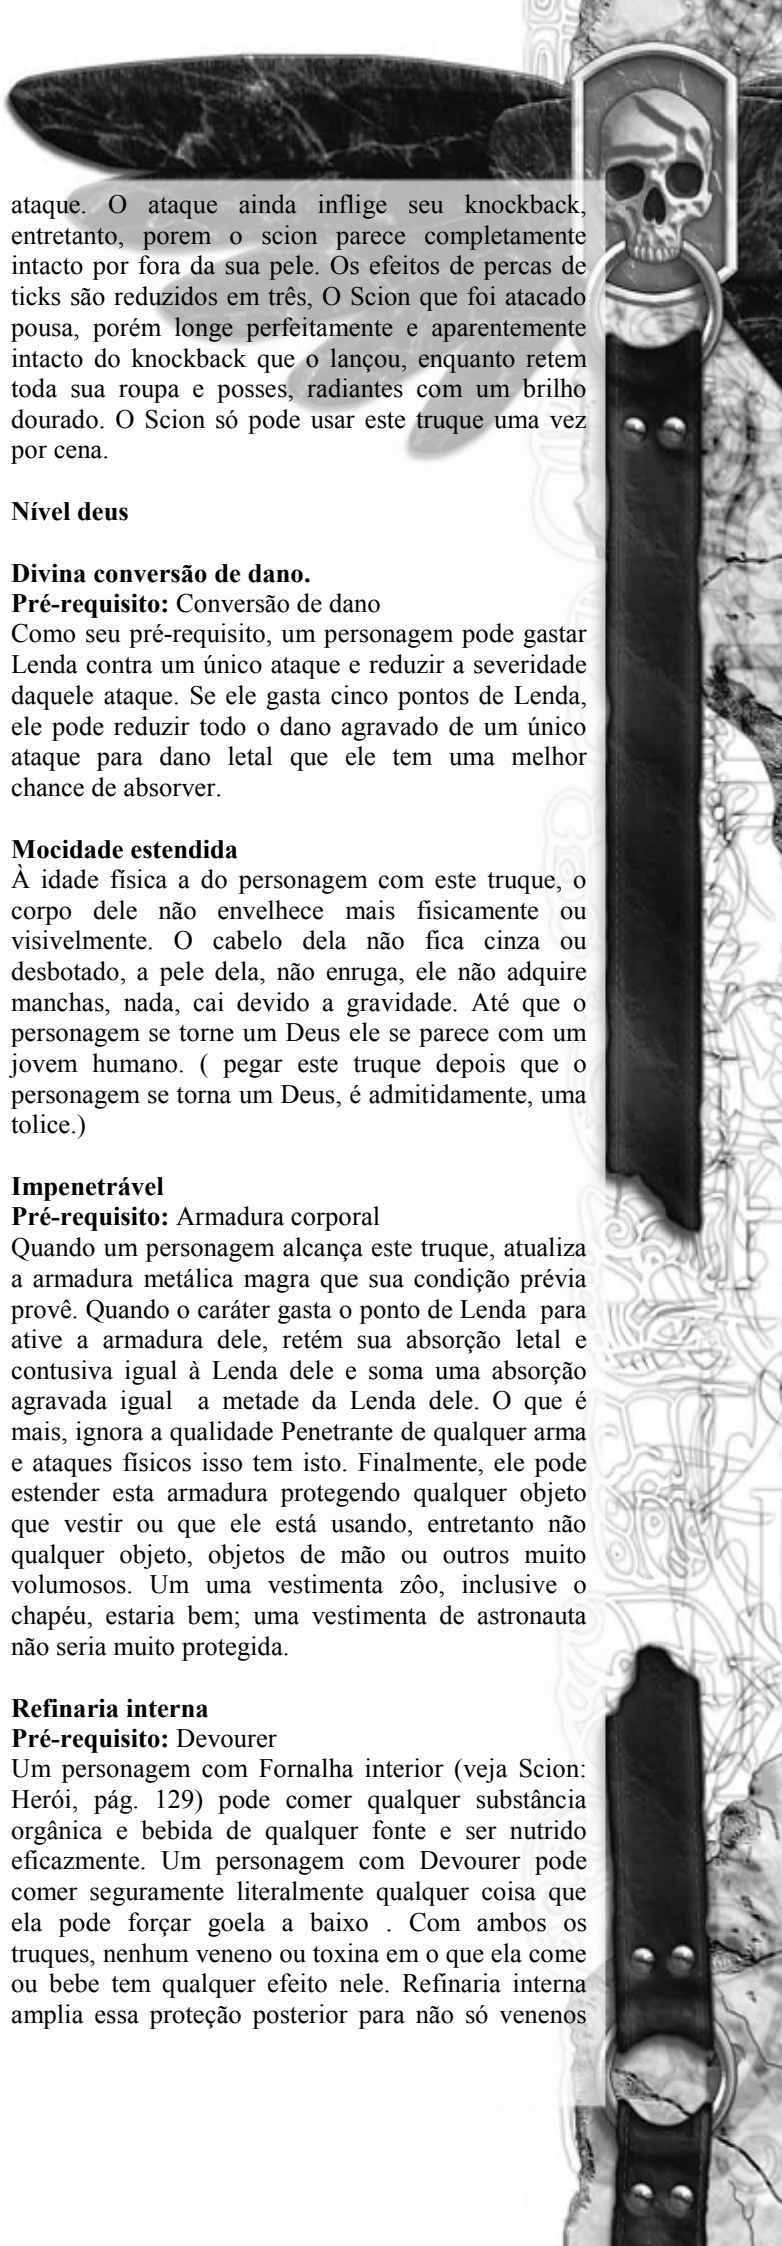 ataque. O ataque ainda inflige seu knockback,
entretanto, porem o scion parece completamente
intacto por fora da sua pele. Os efeitos de percas de
ticks são reduzidos em três, O Scion que foi atacado
pousa, porém longe perfeitamente e aparentemente
intacto do knockback que o lançou, enquanto retem
toda sua roupa e posses, radiantes com um brilho
dourado. O Scion só pode usar este truque uma vez
por cena.
Nível deus
Divina conversão de dano.
Pré-requisito: Conversão de dano
Como seu pré-requisito, um personagem pode gastar
Lenda contra um único ataque e reduzir a severidade
daquele ataque. Se ele gasta cinco pontos de Lenda,
ele pode reduzir todo o dano agravado de um único
ataque para dano letal que ele tem uma melhor
chance de absorver.
Mocidade estendida
À idade física a do personagem com este truque, o
corpo dele não envelhece mais fisicamente ou
visivelmente. O cabelo dela não fica cinza ou
desbotado, a pele dela, não enruga, ele não adquire
manchas, nada, cai devido a gravidade. Até que o
personagem se torne um Deus ele se parece com um
jovem humano. ( pegar este truque depois que o
personagem se torna um Deus, é admitidamente, uma
tolice.)
Impenetrável
Pré-requisito: Armadura corporal
Quando um personagem alcança este truque, atualiza
a armadura metálica magra que sua condição prévia
provê. Quando o caráter gasta o ponto de Lenda para
ative a armadura dele, retém sua absorção letal e
contusiva igual à Lenda dele e soma uma absorção
agravada igual a metade da Lenda dele. O que é
mais, ignora a qualidade Penetrante de qualquer arma
e ataques físicos isso tem isto. Finalmente, ele pode
estender esta armadura protegendo qualquer objeto
que vestir ou que ele está usando, entretanto não
qualquer objeto, objetos de mão ou outros muito
volumosos. Um uma vestimenta zôo, inclusive o
chapéu, estaria bem; uma vestimenta de astronauta
não seria muito protegida.
Refinaria interna
Pré-requisito: Devourer
Um personagem com Fornalha interior (veja Scion:
Herói, pág. 129) pode comer qualquer substância
orgânica e bebida de qualquer fonte e ser nutrido
eficazmente. Um personagem com Devourer pode
comer seguramente literalmente qualquer coisa que
ela pode forçar goela a baixo . Com ambos os
truques, nenhum veneno ou toxina em o que ela come
ou bebe tem qualquer efeito nele. Refinaria interna
amplia essa proteção posterior para não só venenos